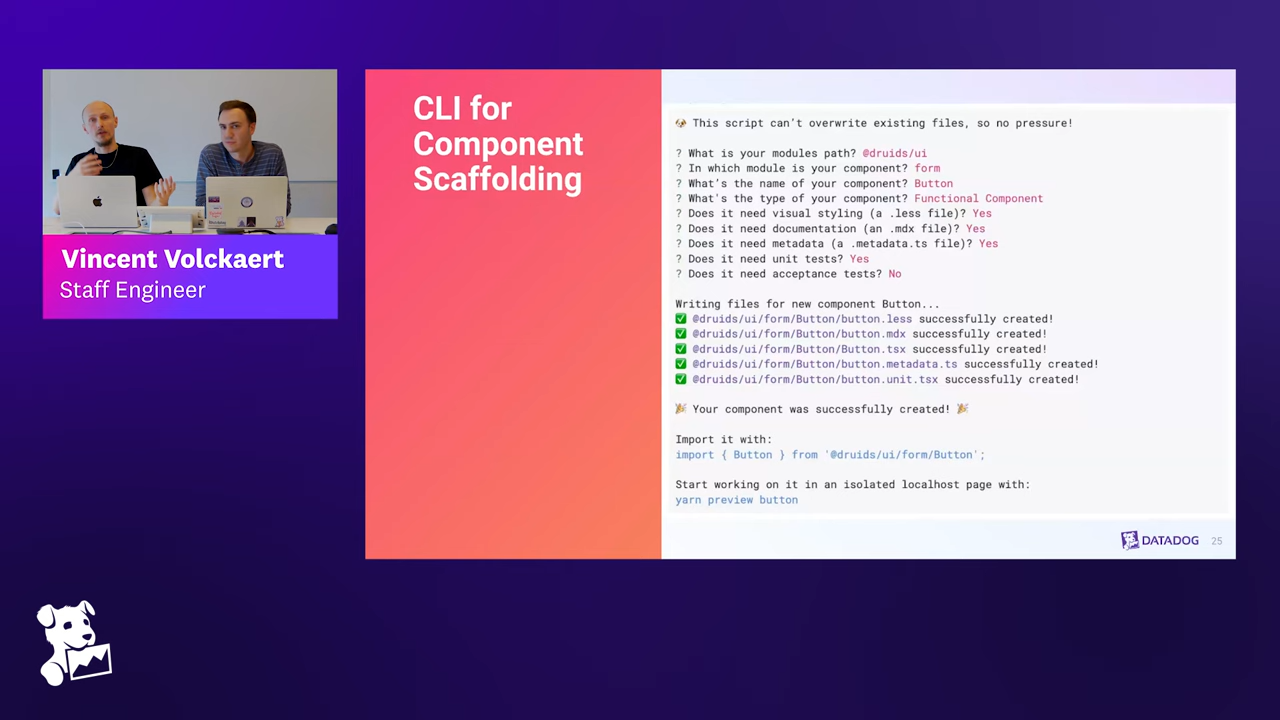 Vincent Volckaert
Staff Engineer
CLI for
Component
Scaffolding
🐶 This script can't overwrite existing files, so no pressure!
? What is your modules path? @druids/ui
? In which module is your component? form
? What's the name of your component? Button
? What's the type of your component? Functional Component
? Does it need visual styling (a .less file)? Yes
? Does it need documentation (an .mdx file)? Yes
? Does it need metadata (a .metadata.ts file)? Yes
? Does it need unit tests? Yes
? Does it need acceptance tests? No
Writing files for new component Button...
✅ @druids/ui/form/Button/button.less successfully created!
✅ @druids/ui/form/Button/button.mdx successfully created!
✅ @druids/ui/form/Button/Button.tsx successfully created!
✅ @druids/ui/form/Button/button.metadata.ts successfully created!
✅ @druids/ui/form/Button/button.unit.tsx successfully created!
🎉 Your component was successfully created! 🎉
Import it with:
import { Button } from '@druids/ui/form/Button';
Start working on it in an isolated localhost page with:
yarn preview button
DATADOG 25